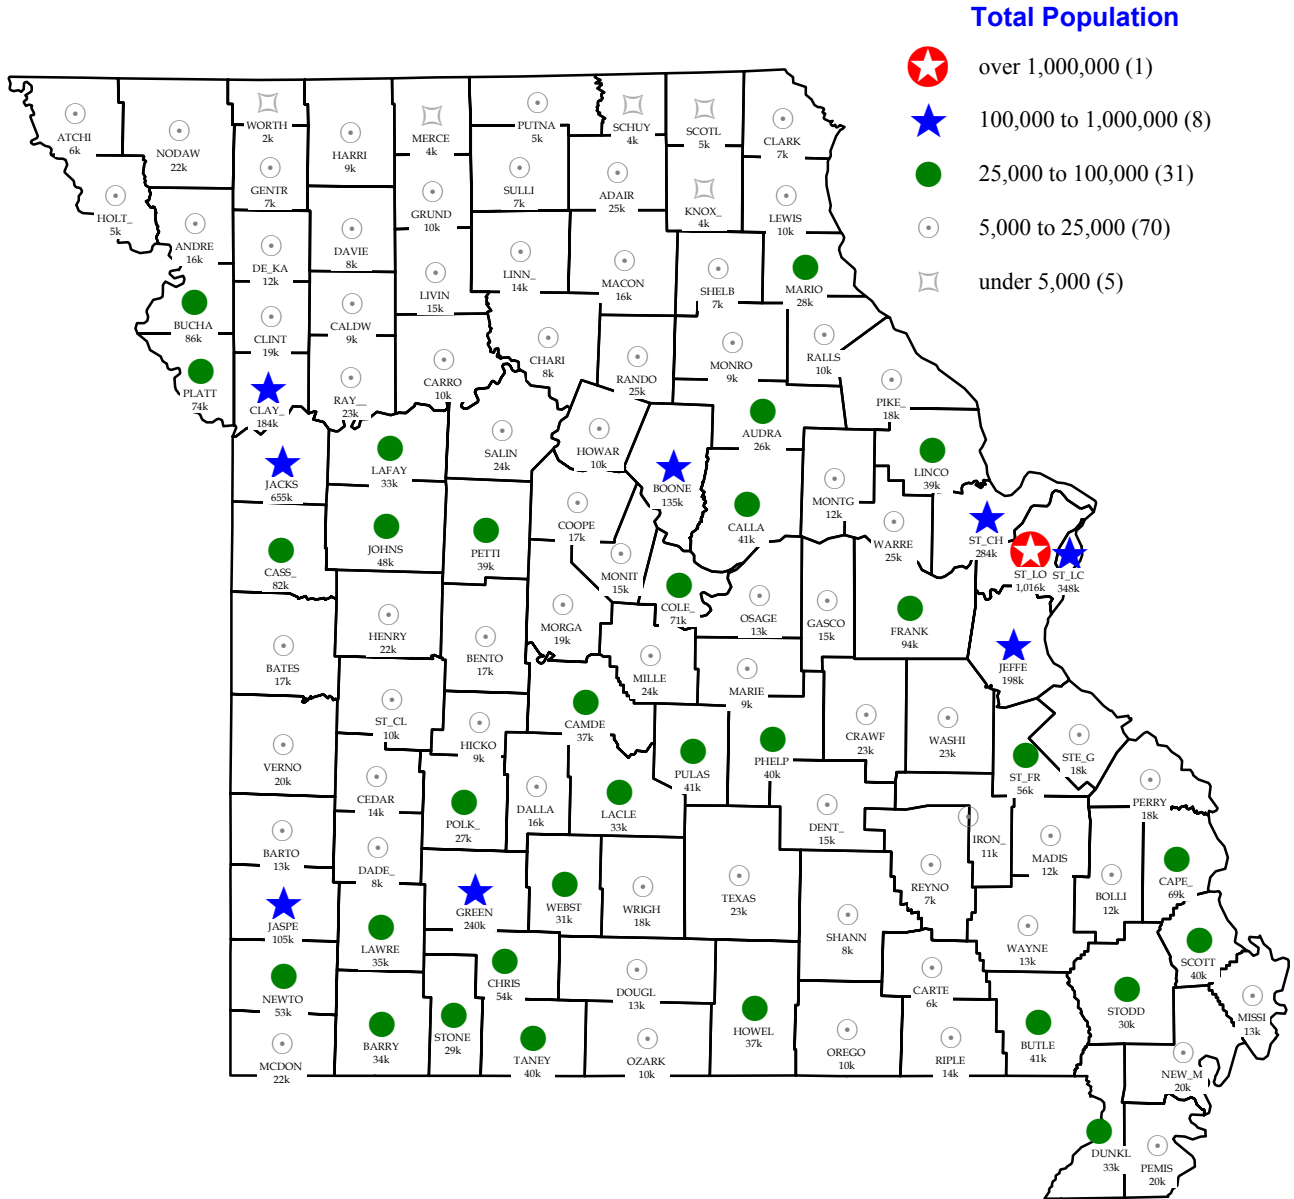 Total Population
over 1,000,000 (1)
100,000 to 1,000,000 (8)
25,000 to 100,000 (31)
5,000 to 25,000 (70)
under 5,000 (5)
ATCHI
6k
NODAW
22k
WORTH
2k
HARRI
9k
MERCE
4k
PUTNA
5k
SCHUY
4k
SCOTL
5k
CLARK
7k
HOLT_
5k
GENTR
7k
GRUND
10k
SULLI
7k
ADAIR
25k
KNOX_
4k
LEWIS
10k
ANDRE
16k
DE_KA
12k
DAVIE
8k
LIVIN
15k
LINN_
14k
MACON
16k
SHELB
7k
MARIO
28k
BUCHA
86k
CLINT
19k
CALDW
9k
CARRO
10k
CHARI
8k
RANDO
25k
MONRO
9k
RALLS
10k
PIKE_
18k
PLATT
74k
CLAY_
184k
RAY__
23k
JACKS
655k
LAFAY
33k
SALIN
24k
HOWAR
10k
BOONE
135k
AUDRA
26k
LINCO
39k
MONTG
12k
CALLA
41k
WARRE
25k
ST_CH
284k
ST_LO
1,016k
ST_LC
348k
CASS_
82k
JOHNS
48k
PETTI
39k
COOPE
17k
MONIT
15k
COLE_
71k
OSAGE
13k
GASCO
15k
FRANK
94k
JEFFE
198k
BATES
17k
HENRY
22k
BENTO
17k
MORGA
19k
MILLE
24k
MARIE
9k
CRAWF
23k
WASHI
23k
STE_G
18k
VERNO
20k
ST_CL
10k
HICKO
9k
CAMDE
37k
PULAS
41k
PHELP
40k
ST_FR
56k
PERRY
18k
CEDAR
14k
POLK_
27k
DALLA
16k
LACLE
33k
DENT_
15k
IRON_
11k
MADIS
12k
BARTO
13k
DADE_
8k
GREEN
240k
WEBST
31k
WRIGH
18k
TEXAS
23k
REYNO
7k
BOLLI
12k
CAPE_
69k
JASPE
105k
LAWRE
35k
CHRIS
54k
DOUGL
13k
SHANN
8k
CARTE
6k
WAYNE
13k
SCOTT
40k
NEWTO
53k
BARRY
34k
STONE
29k
TANEY
40k
OZARK
10k
HOWEL
37k
OREGO
10k
RIPLE
14k
BUTLE
41k
STODD
30k
MISSI
13k
MCDON
22k
NEW_M
20k
DUNKL
33k
PEMIS
20k